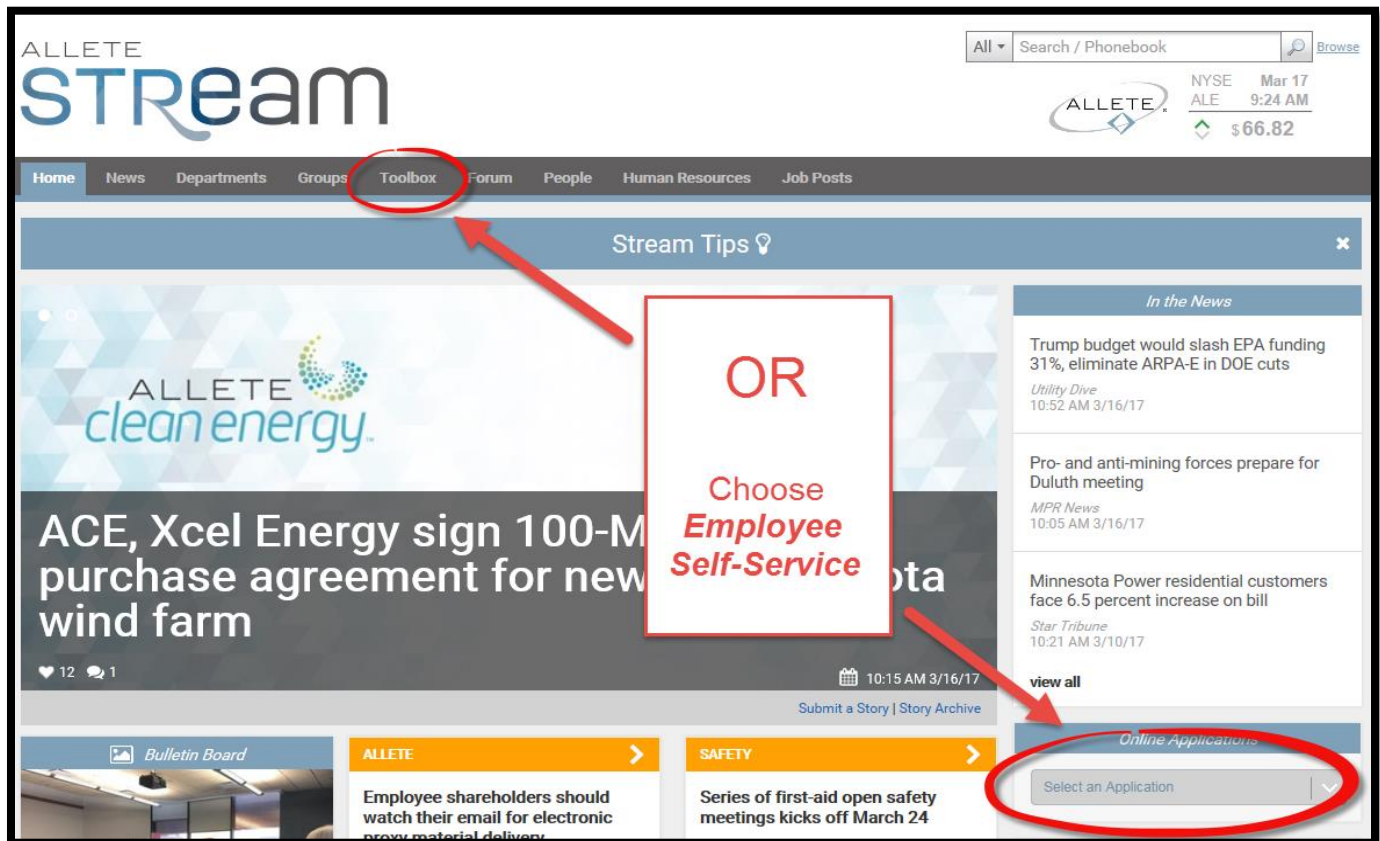 ALLETE
STReam
All
Search / Phonebook
Browse
ALLETE
NYSE Mar 17
ALE 9:24 AM
$66.82
Home News Departments Groups Toolbox Forum People Human Resources Job Posts
Stream Tips
ALLETE
clean energy™
OR
Choose
Employee
Self-Service
ACE, Xcel Energy sign 100-M
purchase agreement for new ota
wind farm
12 1
10:15 AM 3/16/17
Submit a Story | Story Archive
In the News
Trump budget would slash EPA funding
31%, eliminate ARPA-E in DOE cuts
Utility Dive
10:52 AM 3/16/17
Pro- and anti-mining forces prepare for
Duluth meeting
MPR News
10:05 AM 3/16/17
Minnesota Power residential customers
face 6.5 percent increase on bill
Star Tribune
10:21 AM 3/10/17
view all
Online Applications
Select an Application
Bulletin Board
ALLETE
Employee shareholders should
watch their email for electronic
proxy material delivery
SAFETY
Series of first-aid open safety
meetings kicks off March 24